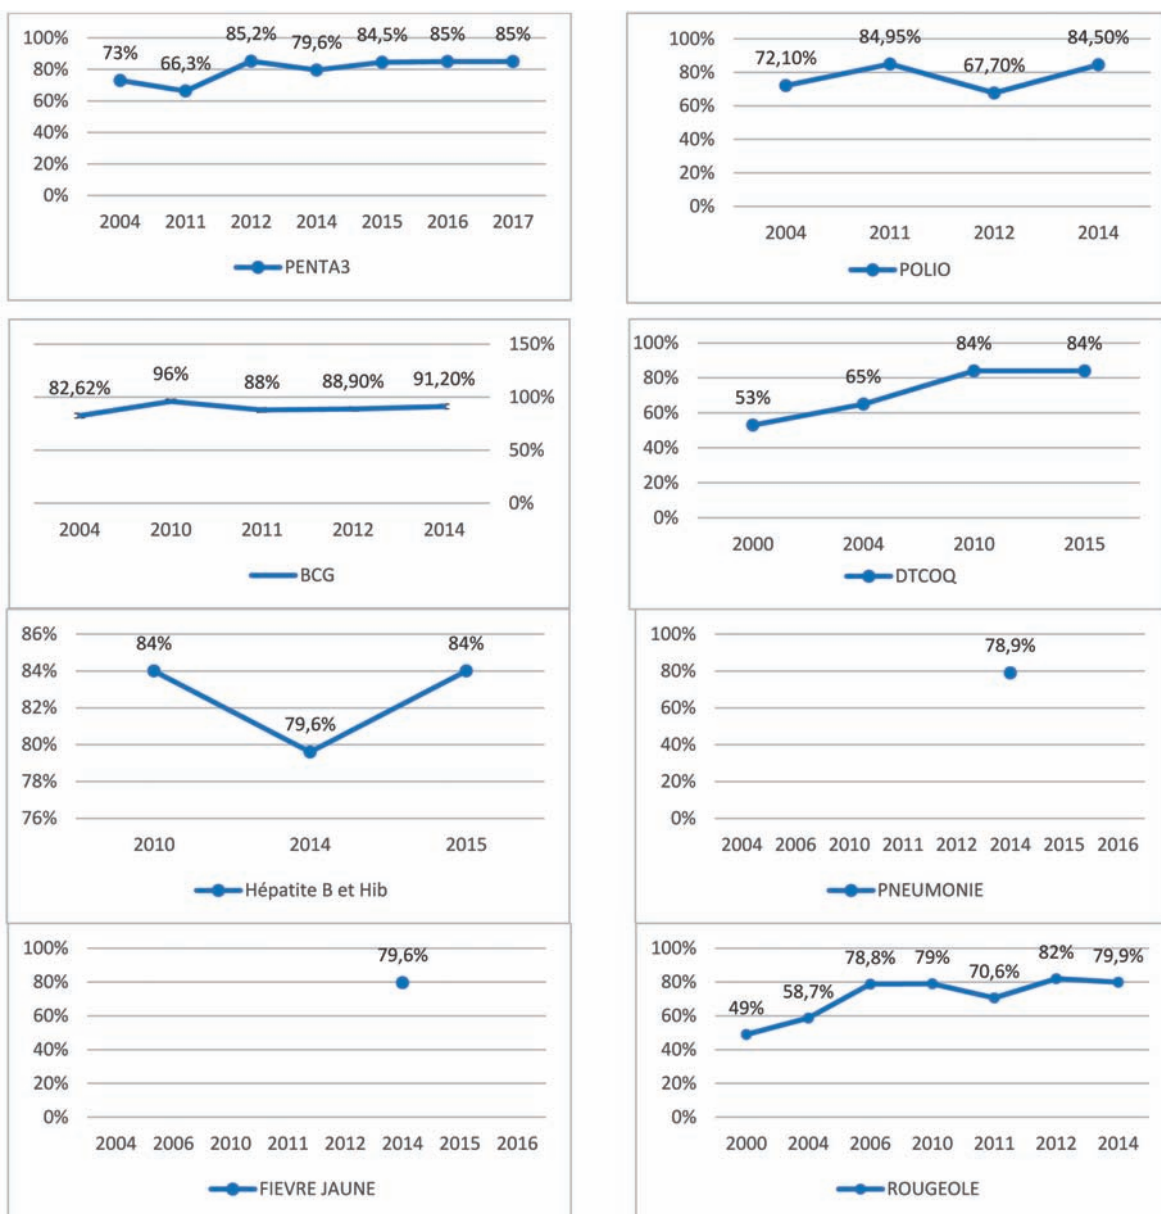 85,2%
84,5% 85% 85%
73%
79,6%
66,3%
100%
80%
60%
40%
20%
0%
2004 2011 2012 2014 2015 2016 2017
PENTA3
84,95%
84,50%
72,10%
67,70%
100%
80%
60%
40%
20%
0%
2004 2011 2012 2014
POLIO
150%
100%
50%
0%
82,62% 96% 88% 88,90% 91,20%
2004 2010 2011 2012 2014
BCG
100%
80%
60%
40%
20%
0%
53% 65% 84% 84%
2000 2004 2010 2015
DTCOQ
86%
84%
82%
80%
78%
76%
84% 79,6% 84%
2010 2014 2015
Hépatite B et Hib
100%
80%
60%
40%
20%
0%
78,9%
2004 2006 2010 2011 2012 2014 2015 2016
PNEUMONIE
100%
80%
60%
40%
20%
0%
79,6%
2004 2006 2010 2011 2012 2014 2015 2016
FIEVRE JAUNE
100%
80%
60%
40%
20%
0%
49% 58,7% 78,8% 79% 70,6% 82% 79,9%
2000 2004 2006 2010 2011 2012 2014
ROUGEOLE